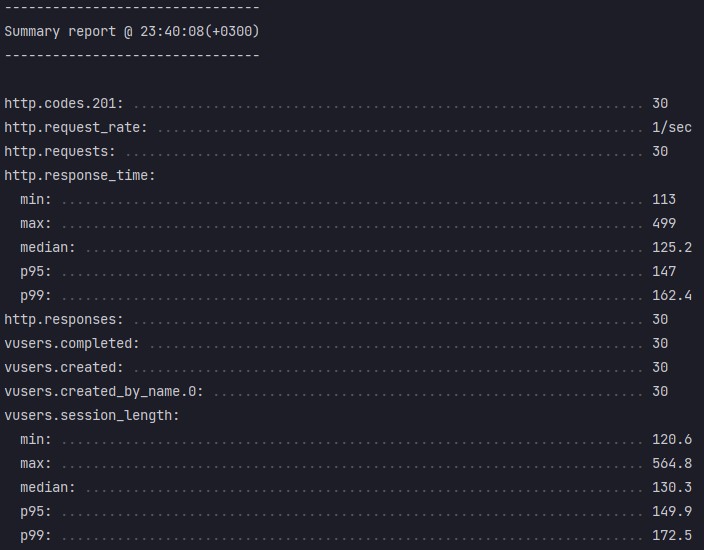 --------------------------------
Summary report @ 23:40:08(+0300)
--------------------------------
http.codes.201: ................................................................ 30
http.request_rate: ............................................................. 1/sec
http.requests: ................................................................. 30
http.response_time:
  min: ......................................................................... 113
  max: ......................................................................... 499
  median: ...................................................................... 125.2
  p95: ......................................................................... 147
  p99: ......................................................................... 162.4
http.responses: ................................................................ 30
vusers.completed: .............................................................. 30
vusers.created: ................................................................ 30
vusers.created_by_name.0: ...................................................... 30
vusers.session_length:
  min: ......................................................................... 120.6
  max: ......................................................................... 564.8
  median: ...................................................................... 130.3
  p95: ......................................................................... 149.9
  p99: ......................................................................... 172.5